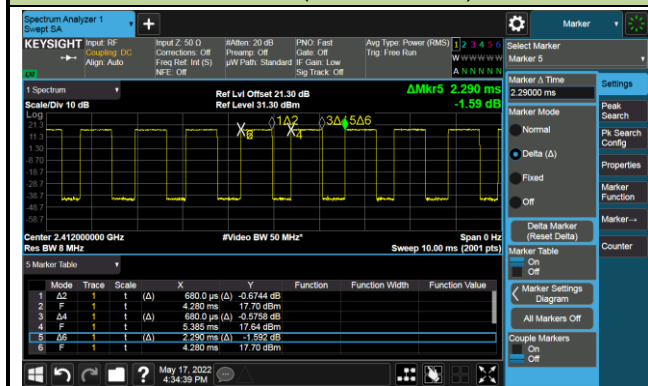 Spectrum Analyzer 1
Swept SA
+
Marker
KEYSIGHT
Input: RF
Coupling: DC
Align: Auto
Input Z: 50 Ω
Corrections: Off
Freq Ref: Int (S)
NFE: Off
#Atten: 20 dB
Preamp: Off
µW Path: Standard
PNO: Fast
Gate: Off
IF Gain: Low
Sig Track: Off
Avg Type: Power (RMS)
Trig: Free Run
1 2 3 4 5 6
W W W W W W
A N N N N N
Select Marker
Marker 5
1 Spectrum
Scale/Div 10 dB
Log
Ref Lvl Offset 21.30 dB
Ref Level 31.30 dBm
ΔMkr5 2.290 ms
-1.59 dB
21.3
11.3
1.30
-8.70
-18.7
-28.7
-38.7
-48.7
-58.7
1Δ2
3Δ4
5Δ6
Center 2.412000000 GHz
Res BW 8 MHz
#Video BW 50 MHz*
Span 0 Hz
Sweep 10.00 ms (2001 pts)
5 Marker Table
Mode Trace Scale X Y Function Function Width Function Value
1 Δ2 1 t (Δ) 680.0 µs (Δ) -0.6744 dB
2 F 1 t 4.280 ms 17.70 dBm
3 Δ4 1 t (Δ) 680.0 µs (Δ) -0.5758 dB
4 F 1 t 5.385 ms 17.64 dBm
5 Δ6 1 t (Δ) 2.290 ms (Δ) -1.592 dB
6 F 1 t 4.280 ms 17.70 dBm
Marker Δ Time
2.29000 ms
Marker Mode
Normal
Delta (Δ)
Fixed
Off
Delta Marker
(Reset Delta)
Marker Table
On
Off
Marker Settings
Diagram
All Markers Off
Couple Markers
On
Off
Settings
Peak
Search
Pk Search
Config
Properties
Marker
Function
Marker→
Counter
?
May 17, 2022
4:34:39 PM